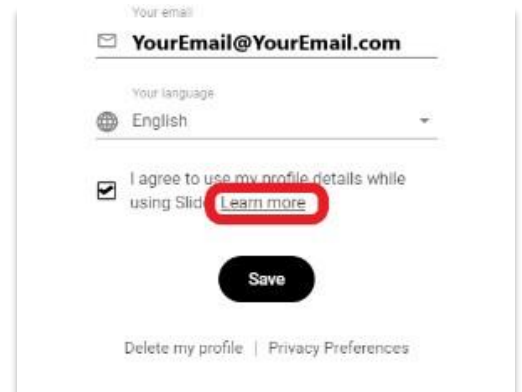 Your email
YourEmail@YourEmail.com
Your language
English
I agree to use my profile details while
using Slid Learn more
Save
Delete my profile | Privacy Preferences